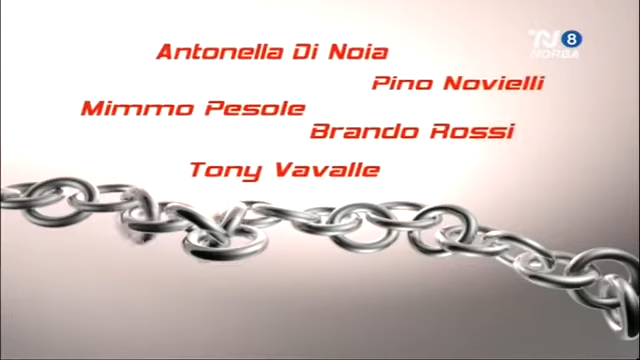 Antonella Di Noia
Pino Novielli
Mimmo Pesole
Brando Rossi
Tony Vavalle
TN 8
NORBA